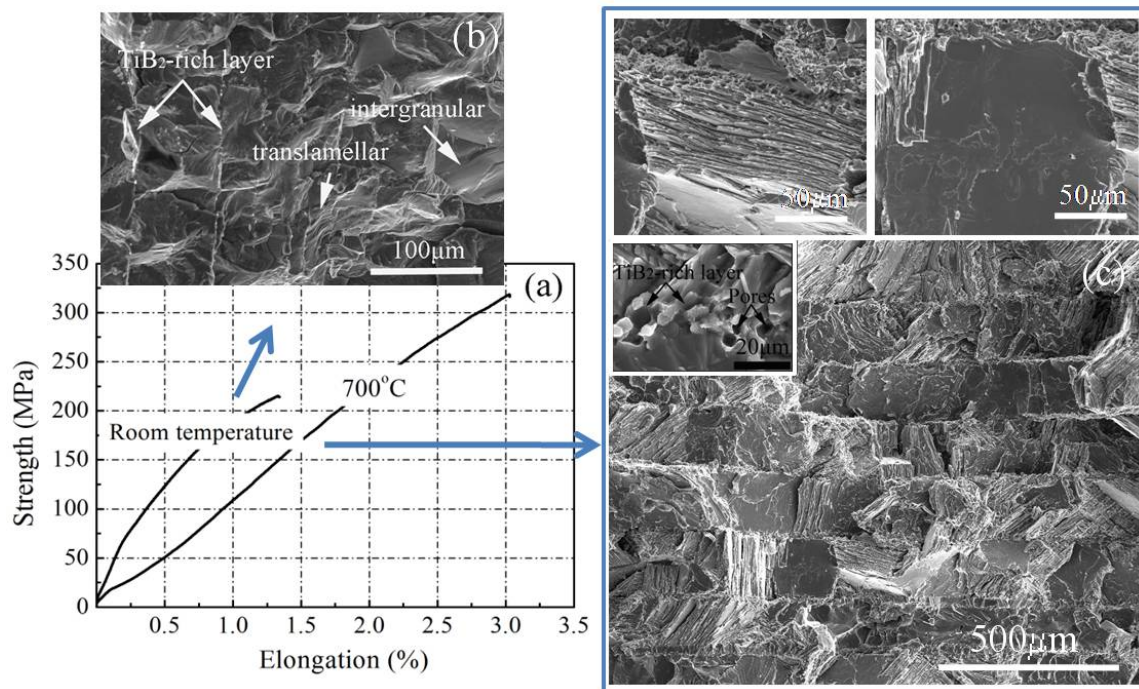 (b)
TiB₂-rich layer
intergranular
translamellar
100μm
50μm
50μm
(c)
TiB₂-rich layer
Pores
20μm
500μm
(a)
350
300
250
200
150
100
50
0
700°C
Room temperature
Strength (MPa)
0.5 1.0 1.5 2.0 2.5 3.0 3.5
Elongation (%)